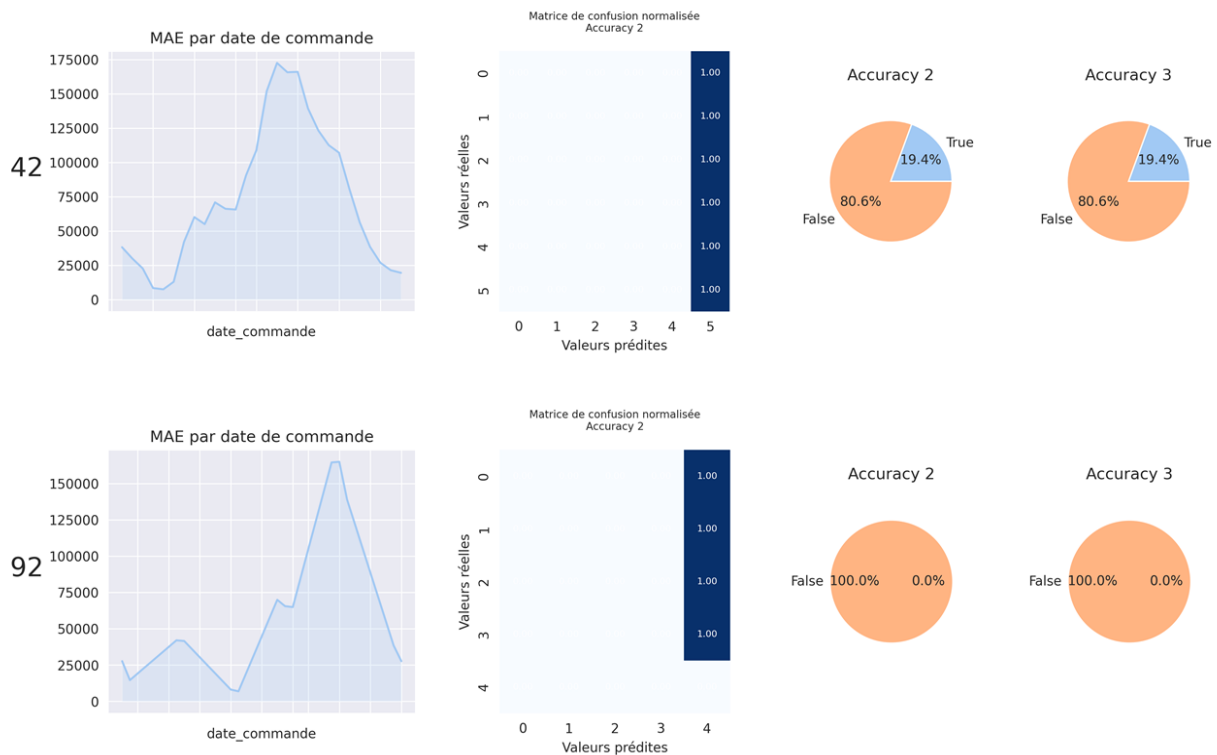 42
MAE par date de commande
175000
150000
125000
100000
75000
50000
25000
0
date_commande
Matrice de confusion normalisée
Accuracy 2
Valeurs réelles
0 1.00
1 1.00
2 1.00
3 1.00
4 1.00
5 1.00
0 1 2 3 4 5
Valeurs prédites
Accuracy 2
True
19.4%
80.6%
False
Accuracy 3
True
19.4%
80.6%
False
92
MAE par date de commande
150000
125000
100000
75000
50000
25000
0
date_commande
Matrice de confusion normalisée
Accuracy 2
Valeurs réelles
0 1.00
1 1.00
2 1.00
3 1.00
4
0 1 2 3 4
Valeurs prédites
Accuracy 2
False 100.0% 0.0%
Accuracy 3
False 100.0% 0.0%